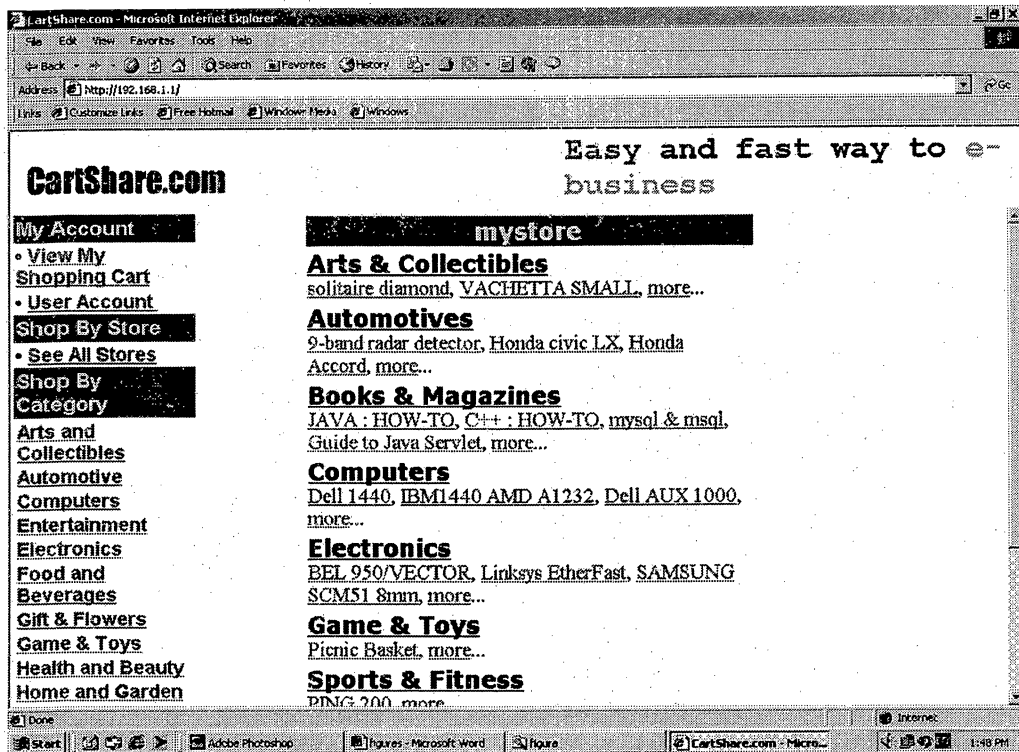 CartShare.com - Microsoft Internet Explorer
File Edit View Favorites Tools Help
Back Search Favorites History
Address http://192.168.1.1/ Go
Links Customize Links Free Hotmail Windows Media Windows
CartShare.com
Easy and fast way to e-
business
My Account
• View My
Shopping Cart
• User Account
Shop By Store
• See All Stores
Shop By
Category
Arts and
Collectibles
Automotive
Computers
Entertainment
Electronics
Food and
Beverages
Gift & Flowers
Game & Toys
Health and Beauty
Home and Garden
mystore
Arts & Collectibles
solitaire diamond, VACHETTA SMALL, more...
Automotives
9-band radar detector, Honda civic LX, Honda
Accord, more...
Books & Magazines
JAVA : HOW-TO, C++ : HOW-TO, mysql & msql,
Guide to Java Servlet, more...
Computers
Dell 1440, IBM1440 AMD A1232, Dell AUX 1000,
more...
Electronics
BEL 950/VECTOR, Linksys EtherFast, SAMSUNG
SCM51 8mm, more...
Game & Toys
Picnic Basket, more...
Sports & Fitness
PING 200, more
Done Internet
Start Adobe Photoshop figures - Microsoft Word figure CartShare.com - Micro... 1:48 PM